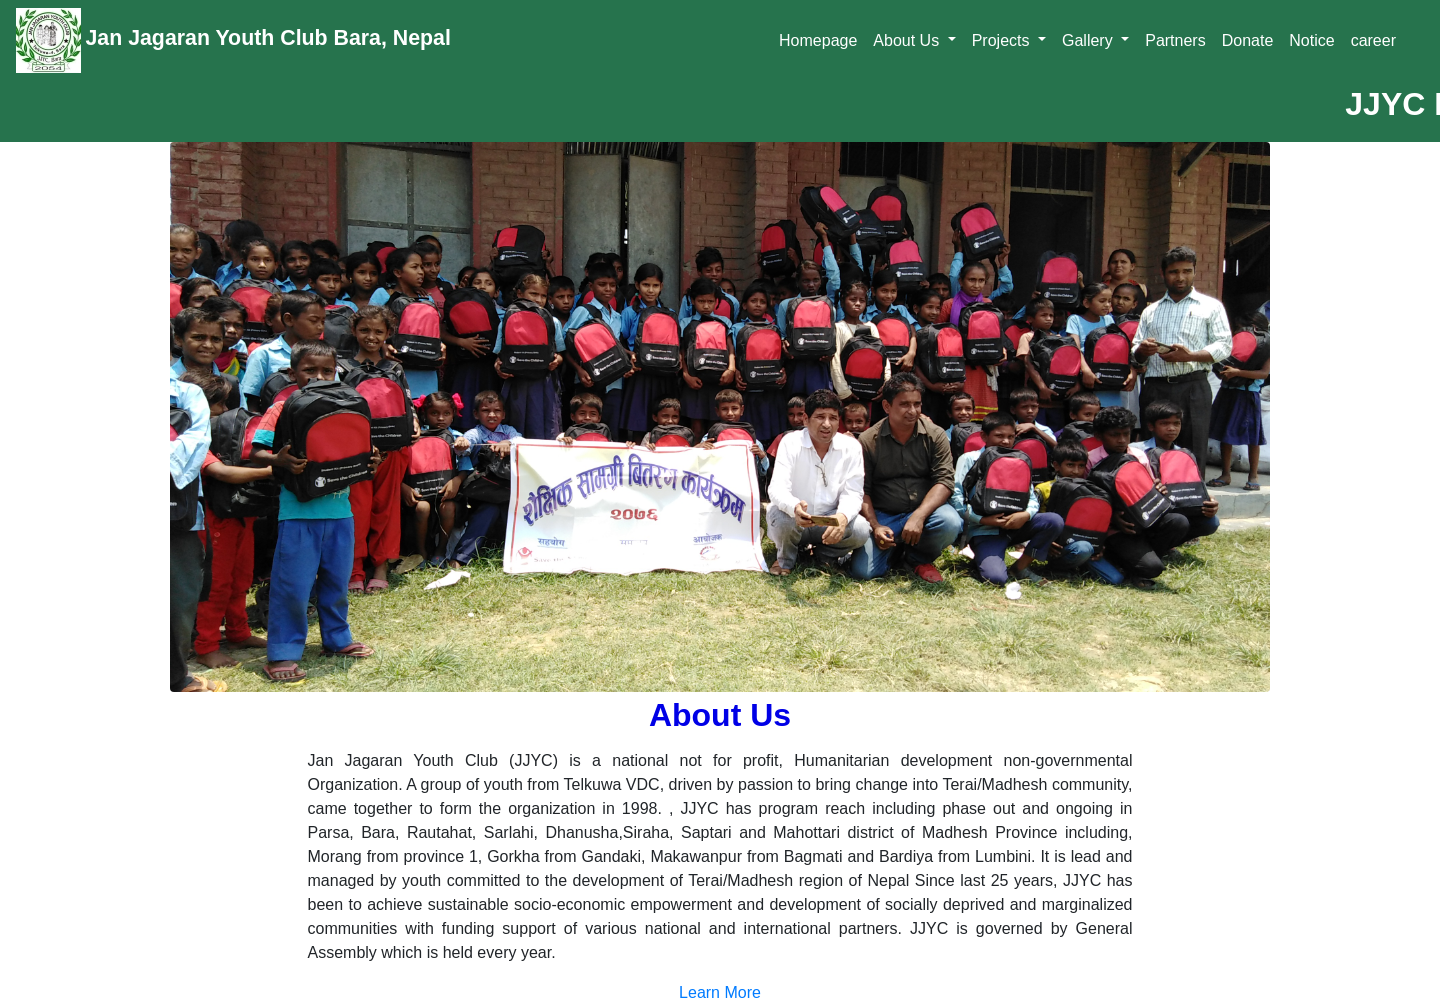 Jan Jagaran Youth Club Bara, Nepal
Homepage About Us Projects Gallery Partners Donate Notice career
JJYC
शैक्षिक सामग्री बितरण कार्यक्रम
२०७६
सहयोग आयोजक
About Us
Jan Jagaran Youth Club (JJYC) is a national not for profit, Humanitarian development non-governmental
Organization. A group of youth from Telkuwa VDC, driven by passion to bring change into Terai/Madhesh community,
came together to form the organization in 1998. , JJYC has program reach including phase out and ongoing in
Parsa, Bara, Rautahat, Sarlahi, Dhanusha,Siraha, Saptari and Mahottari district of Madhesh Province including,
Morang from province 1, Gorkha from Gandaki, Makawanpur from Bagmati and Bardiya from Lumbini. It is lead and
managed by youth committed to the development of Terai/Madhesh region of Nepal Since last 25 years, JJYC has
been to achieve sustainable socio-economic empowerment and development of socially deprived and marginalized
communities with funding support of various national and international partners. JJYC is governed by General
Assembly which is held every year.
Learn More